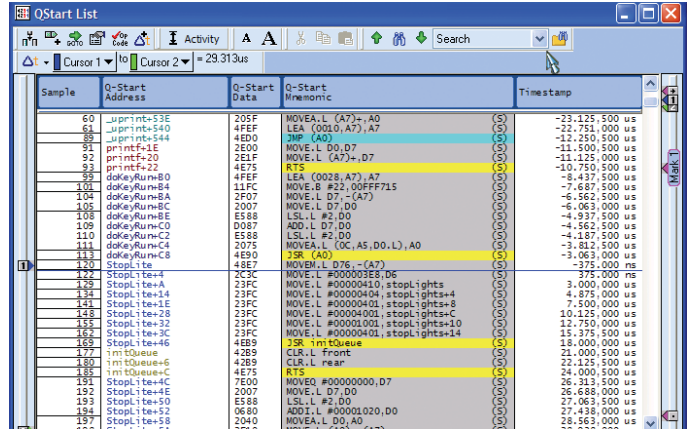 QStart List
Activity A A Search
Cursor 1 to Cursor 2 = 29.313us
Sample Q-Start Address Q-Start Data Q-Start Mnemonic Timestamp
60 _uprint+53E 205F MOVEA.L (A7)+,A0 (S) -23.125,500 us
61 _uprint+540 4FEF LEA (0010,A7),A7 (S) -22.751,000 us
89 _uprint+544 4ED0 JMP (A0) (S) -12.250,500 us
91 printf+1E 2E00 MOVE.L D0,D7 (S) -11.500,500 us
92 printf+20 2E1F MOVE.L (A7)+,D7 (S) -11.125,000 us
93 printf+22 4E75 RTS (S) -10.750,500 us
99 doKeyRun+B0 4FEF LEA (0028,A7),A7 (S) -8.437,500 us
101 doKeyRun+B4 11FC MOVE.B #22,00FFF715 (S) -7.687,500 us
104 doKeyRun+BA 2F07 MOVE.L D7,-(A7) (S) -6.562,500 us
105 doKeyRun+BC 2007 MOVE.L D7,D0 (S) -6.063,000 us
108 doKeyRun+BE E588 LSL.L #2,D0 (S) -4.937,500 us
109 doKeyRun+C0 D087 ADD.L D7,D0 (S) -4.562,500 us
110 doKeyRun+C2 E588 LSL.L #2,D0 (S) -4.187,500 us
111 doKeyRun+C4 2075 MOVEA.L (0C,A5,D0.L),A0 (S) -3.812,500 us
113 doKeyRun+C8 4E90 JSR (A0) (S) -3.063,000 us
120 StopLite 48E7 MOVEM.L D76,-(A7) (S) -375.000 ns
122 StopLite+4 2C3C MOVE.L #000003E8,D6 (S) 375.000 ns
129 StopLite+A 23FC MOVE.L #00000410,stopLights (S) 3.000,000 us
134 StopLite+14 23FC MOVE.L #00000404,stopLights+4 (S) 4.875,000 us
141 StopLite+1E 23FC MOVE.L #00000401,stopLights+8 (S) 7.500,000 us
148 StopLite+28 23FC MOVE.L #00004001,stopLights+C (S) 10.125,000 us
155 StopLite+32 23FC MOVE.L #00001001,stopLights+10 (S) 12.750,000 us
162 StopLite+3C 23FC MOVE.L #00000401,stopLights+14 (S) 15.375,500 us
169 StopLite+46 4EB9 JSR initQueue (S) 18.000,000 us
177 initQueue 42B9 CLR.L front (S) 21.000,500 us
180 initQueue+6 42B9 CLR.L rear (S) 22.125,500 us
185 initQueue+C 4E75 RTS (S) 24.000,500 us
191 StopLite+4C 7E00 MOVEQ #00000000,D7 (S) 26.313,500 us
192 StopLite+4E 2007 MOVE.L D7,D0 (S) 26.688,000 us
193 StopLite+50 E588 LSL.L #2,D0 (S) 27.063,500 us
194 StopLite+52 0680 ADDI.L #00001020,D0 (S) 27.438,000 us
197 StopLite+58 2040 MOVEA.L D0,A0 (S) 28.563,000 us
Mark 1